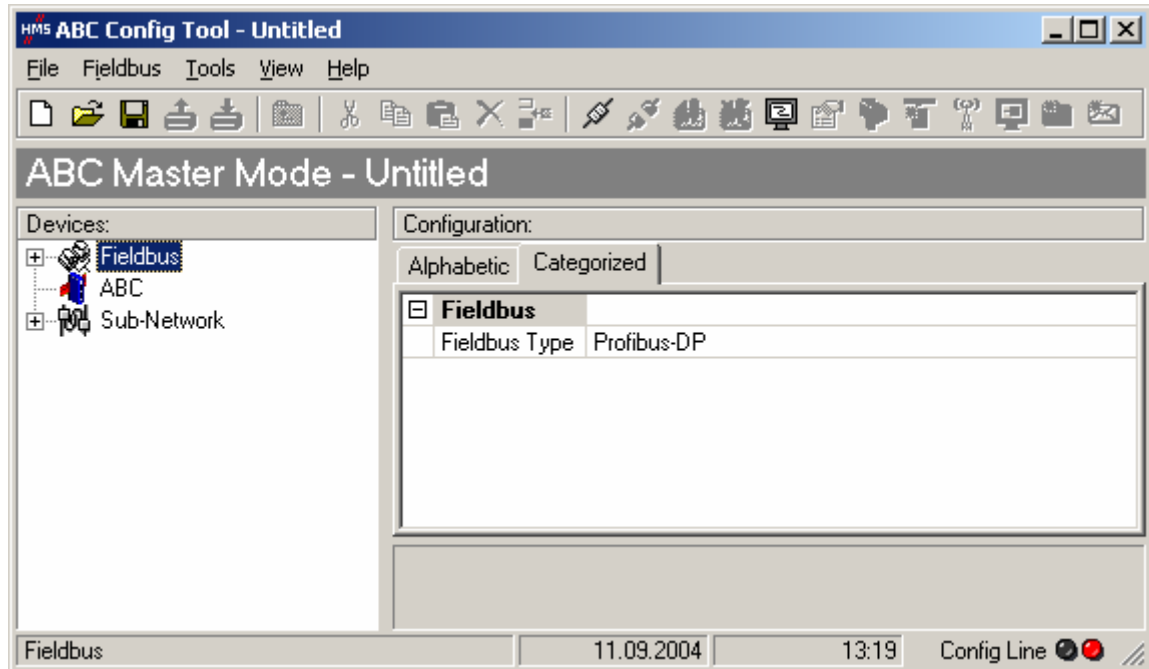 HMS ABC Config Tool - Untitled
File Fieldbus Tools View Help
ABC Master Mode - Untitled
Devices:
Fieldbus
ABC
Sub-Network
Configuration:
Alphabetic Categorized
Fieldbus
Fieldbus Type Profibus-DP
Fieldbus 11.09.2004 13:19 Config Line